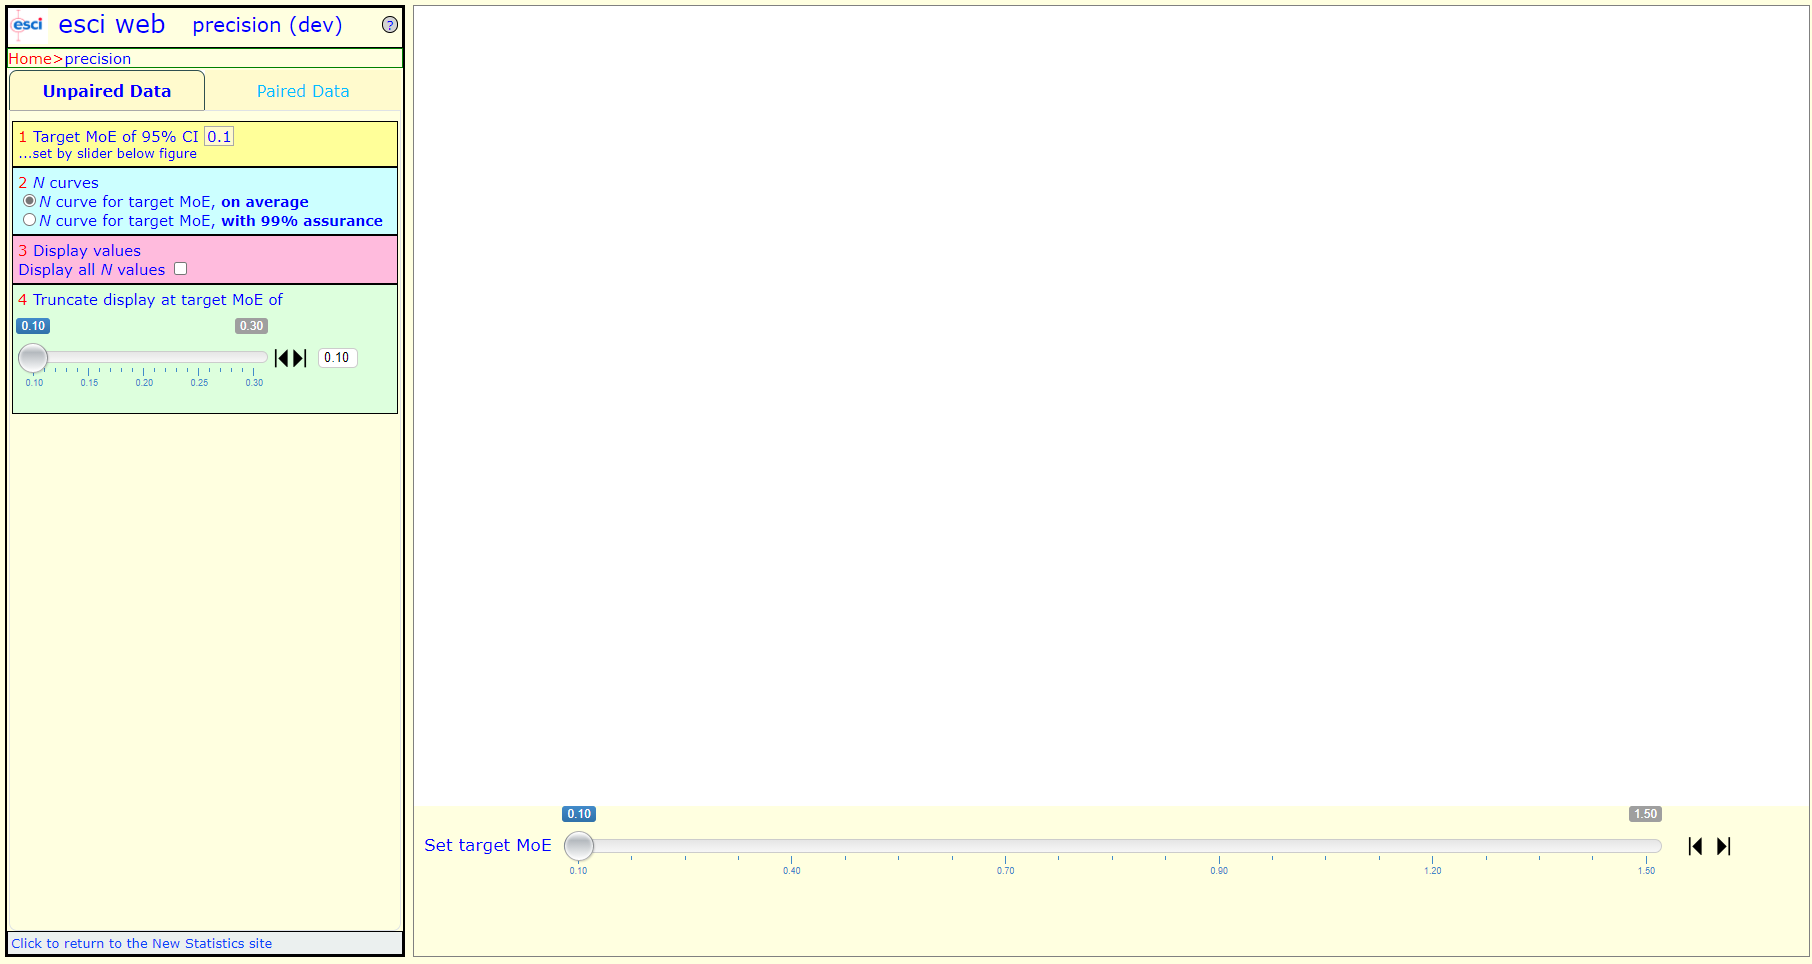 esci esci web precision (dev) ?
Home>precision
Unpaired Data Paired Data
1 Target MoE of 95% CI 0.1
...set by slider below figure
2 N curves
N curve for target MoE, on average
N curve for target MoE, with 99% assurance
3 Display values
Display all N values
4 Truncate display at target MoE of
0.10 0.30
0.10
0.10 0.15 0.20 0.25 0.30
0.10 1.50
Set target MoE
0.10 0.40 0.70 0.90 1.20 1.50
Click to return to the New Statistics site